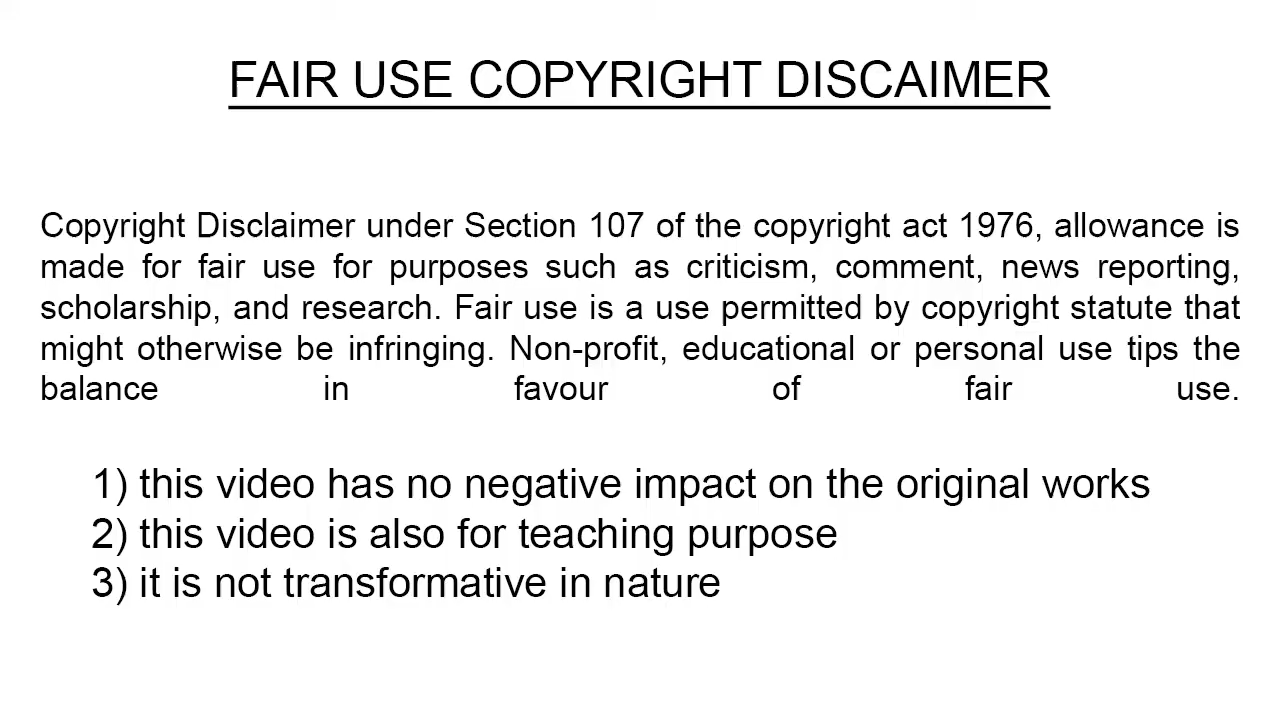 FAIR USE COPYRIGHT DISCAIMER
Copyright Disclaimer under Section 107 of the copyright act 1976, allowance is
made for fair use for purposes such as criticism, comment, news reporting,
scholarship, and research. Fair use is a use permitted by copyright statute that
might otherwise be infringing. Non-profit, educational or personal use tips the
balance in favour of fair use.
1) this video has no negative impact on the original works
2) this video is also for teaching purpose
3) it is not transformative in nature